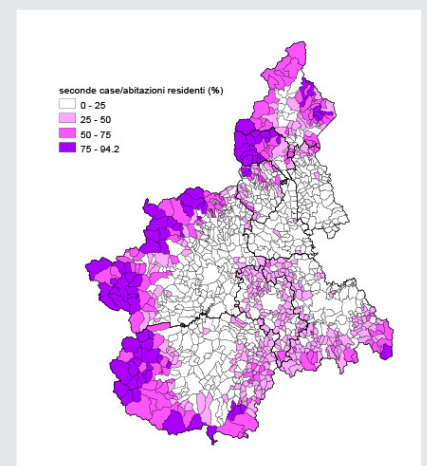 seconde case/abitazioni residenti (%)
0 - 25
25 - 50
50 - 75
75 - 94.2